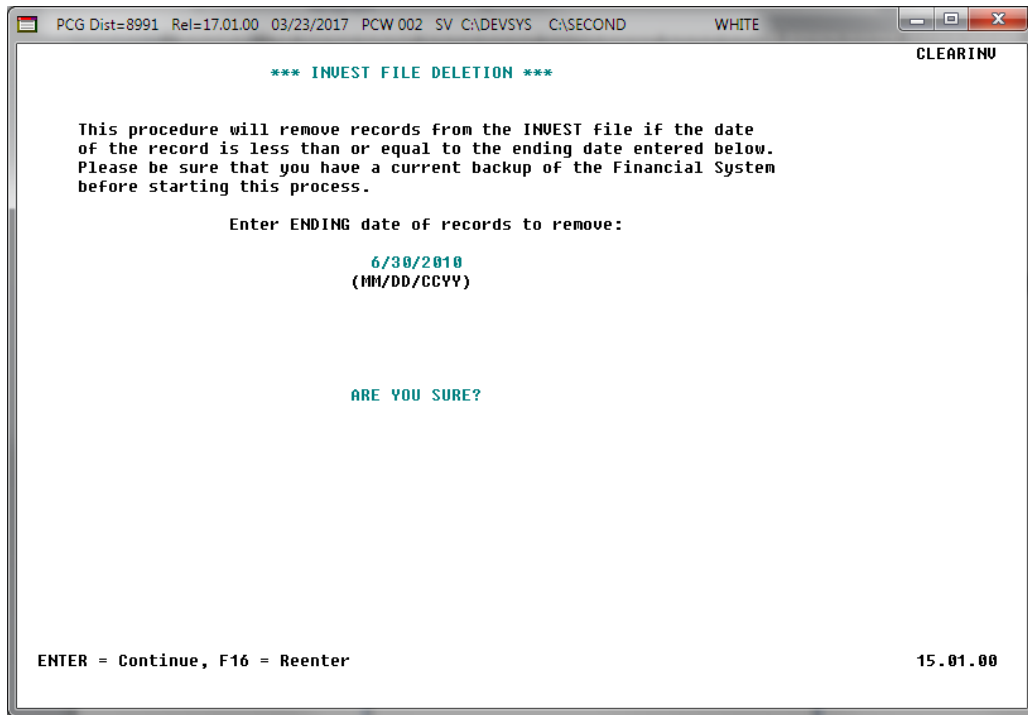 PCG Dist=8991 Rel=17.01.00 03/23/2017 PCW 002 SV C:\DEVSYS C:\SECOND WHITE
CLEARINV
*** INVEST FILE DELETION ***
This procedure will remove records from the INVEST file if the date
of the record is less than or equal to the ending date entered below.
Please be sure that you have a current backup of the Financial System
before starting this process.
Enter ENDING date of records to remove:
6/30/2010
(MM/DD/CCYY)
ARE YOU SURE?
ENTER = Continue, F16 = Reenter 15.01.00